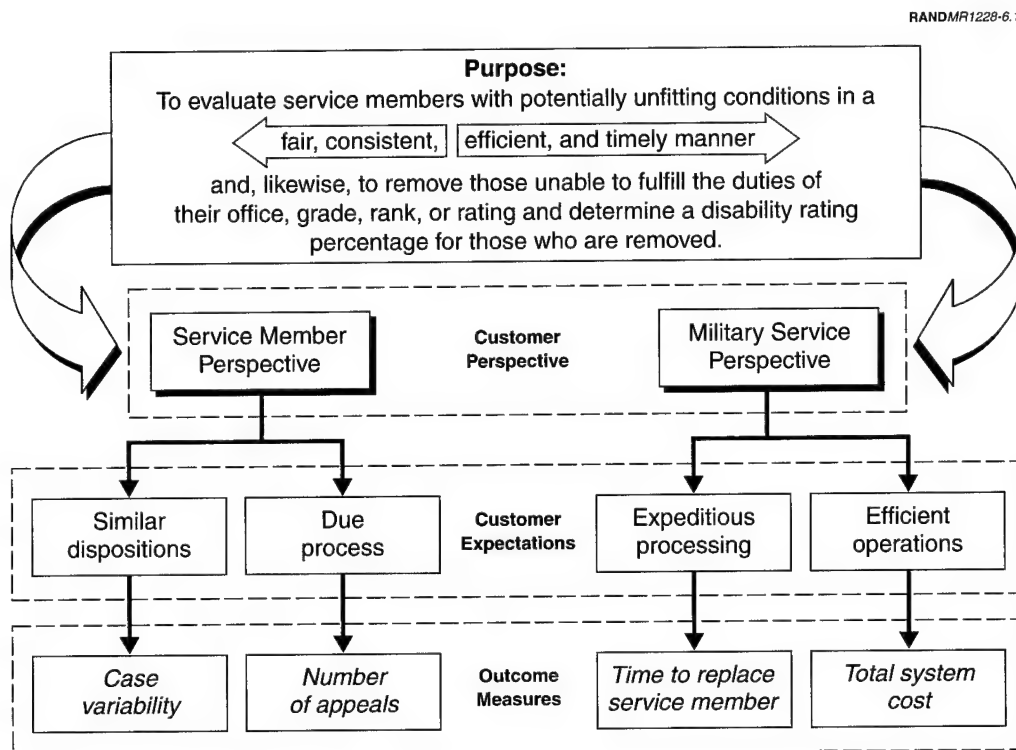 RANDMR1228-6.1
Purpose:
To evaluate service members with potentially unfitting conditions in a
fair, consistent, efficient, and timely manner
and, likewise, to remove those unable to fulfill the duties of
their office, grade, rank, or rating and determine a disability rating
percentage for those who are removed.
Service Member
Perspective
Customer
Perspective
Military Service
Perspective
Similar
dispositions
Due
process
Customer
Expectations
Expeditious
processing
Efficient
operations
Case
variability
Number
of appeals
Outcome
Measures
Time to replace
service member
Total system
cost